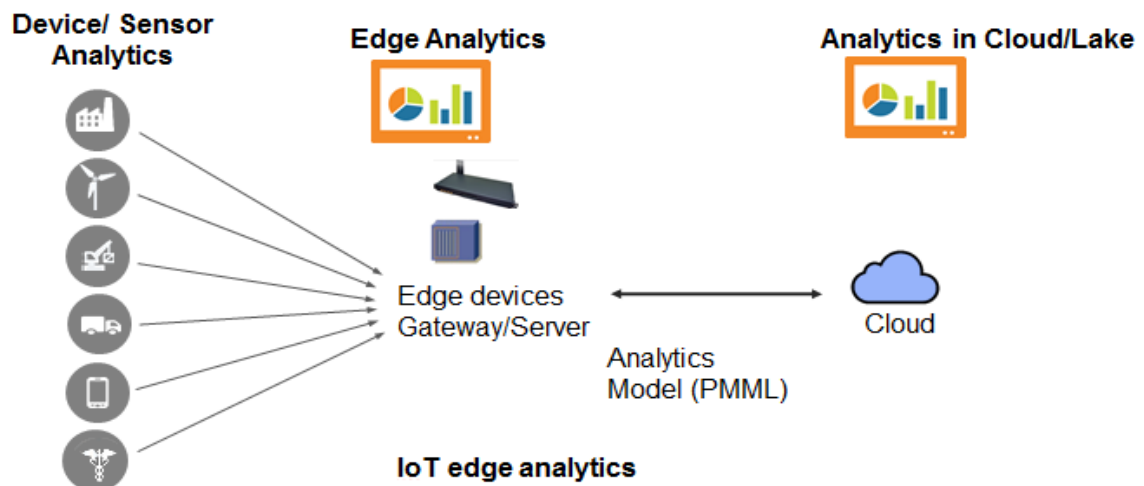 Device/ Sensor
Analytics
Edge Analytics
Analytics in Cloud/Lake
Edge devices
Gateway/Server
Cloud
Analytics
Model (PMML)
IoT edge analytics